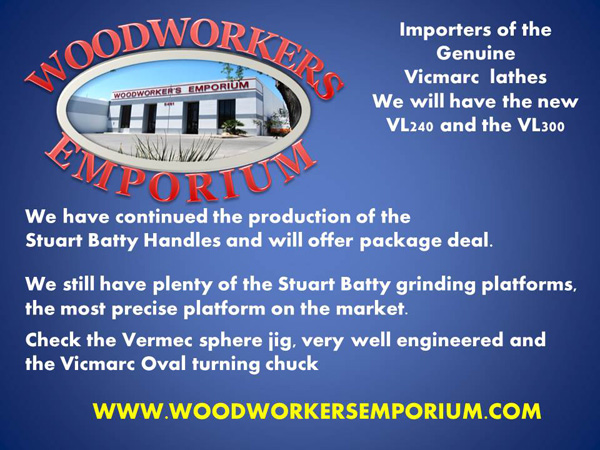 WOODWORKERS
WOODWORKER'S EMPORIUM
EMPORIUM
Importers of the
Genuine
Vicmarc lathes
We will have the new
VL240 and the VL300
We have continued the production of the
Stuart Batty Handles and will offer package deal.
We still have plenty of the Stuart Batty grinding platforms,
the most precise platform on the market.
Check the Vermec sphere jig, very well engineered and
the Vicmarc Oval turning chuck
WWW.WOODWORKERSEMPORIUM.COM